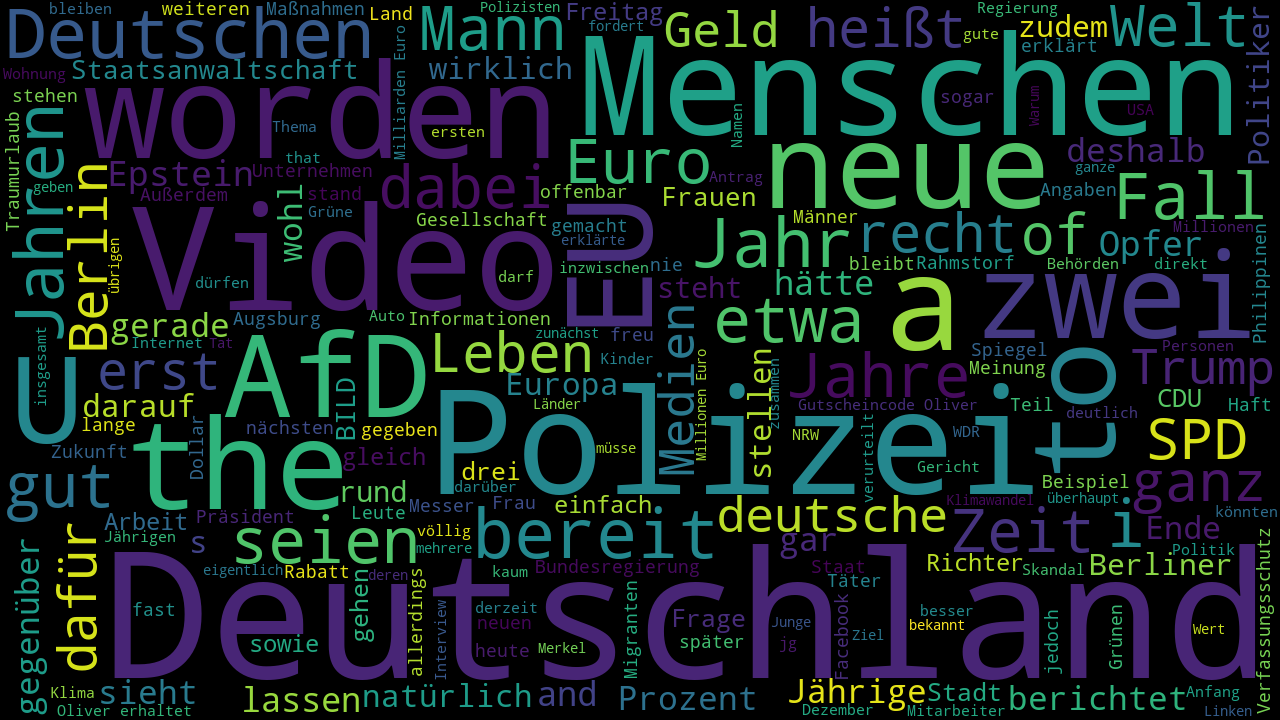 bleiben
weiteren
Maßnahmen
Land
Polizisten
Freitag
Regierung
Deutschen
Mann
fordert
Geld
heißt
gute
zudem
Welt
erklärt
Politiker
Wohnung
Staatsanwaltschaft
Milliarden Euro
wirklich
Menschen
sogar
Warum
USA
stehen
worden
Traumurlaub
Jahren
Thema
ersten
Namen
that
Epstein
Unternehmen
dabei
Euro
neue
deshalb
ganze
geben
Berlin
Außerdem
stand
offenbar
Frauen
Antrag
Angaben
Fall
wohl
Grüne
Gesellschaft
gemacht
Männer
recht
of
Opfer
Millionen
übrigen
Video
erklärte
EU
Jahr
bleibt
Rahmstorf
Behörden
direkt
Philippinen
dürfen
darf
inzwischen
nie
steht
hätte
a
zwei
gerade
Augsburg
Auto
Informationen
zunächst
freu
etwa
insgesamt
Internet
Tat
AfD
Leben
Kinder
Medien
Millionen Euro
stellen
zusammen
Jahre
Spiegel
Meinung
Personen
to
Trump
U
erst
darauf
Europa
Länder
Gutscheincode Oliver
Teil
deutlich
CDU
Haft
lange
nächsten
BILD
gegeben
Dollar
NRW
WDR
SPD
Zukunft
the
gleich
Polizei
müsse
verurteilt
Gericht
gut
drei
darüber
Beispiel
ganz
rund
Messer
Frau
einfach
Klimawandel
überhaupt
Arbeit
Präsident
Leute
deutsche
Zeit
i
Ende
könnten
Jährigen
s
seien
völlig
mehrere
bereit
gar
dafür
gegenüber
eigentlich
Rabatt
deren
gehen
allerdings
kaum
Bundesregierung
Staat
Täter
Richter
Skandal
Berliner
Politik
Verfassungsschutz
fast
Deutschland
derzeit
neuen
Interview
Migranten
Frage
Junge
Facebook
besser
bekannt
jedoch
Grünen
Wert
sowie
heute
Merkel
später
jg
Ziel
Klima
sieht
lassen
natürlich
and
Prozent
Jährige
Stadt
berichtet
Anfang
Oliver erhaltet
Dezember
Mitarbeiter
Linken